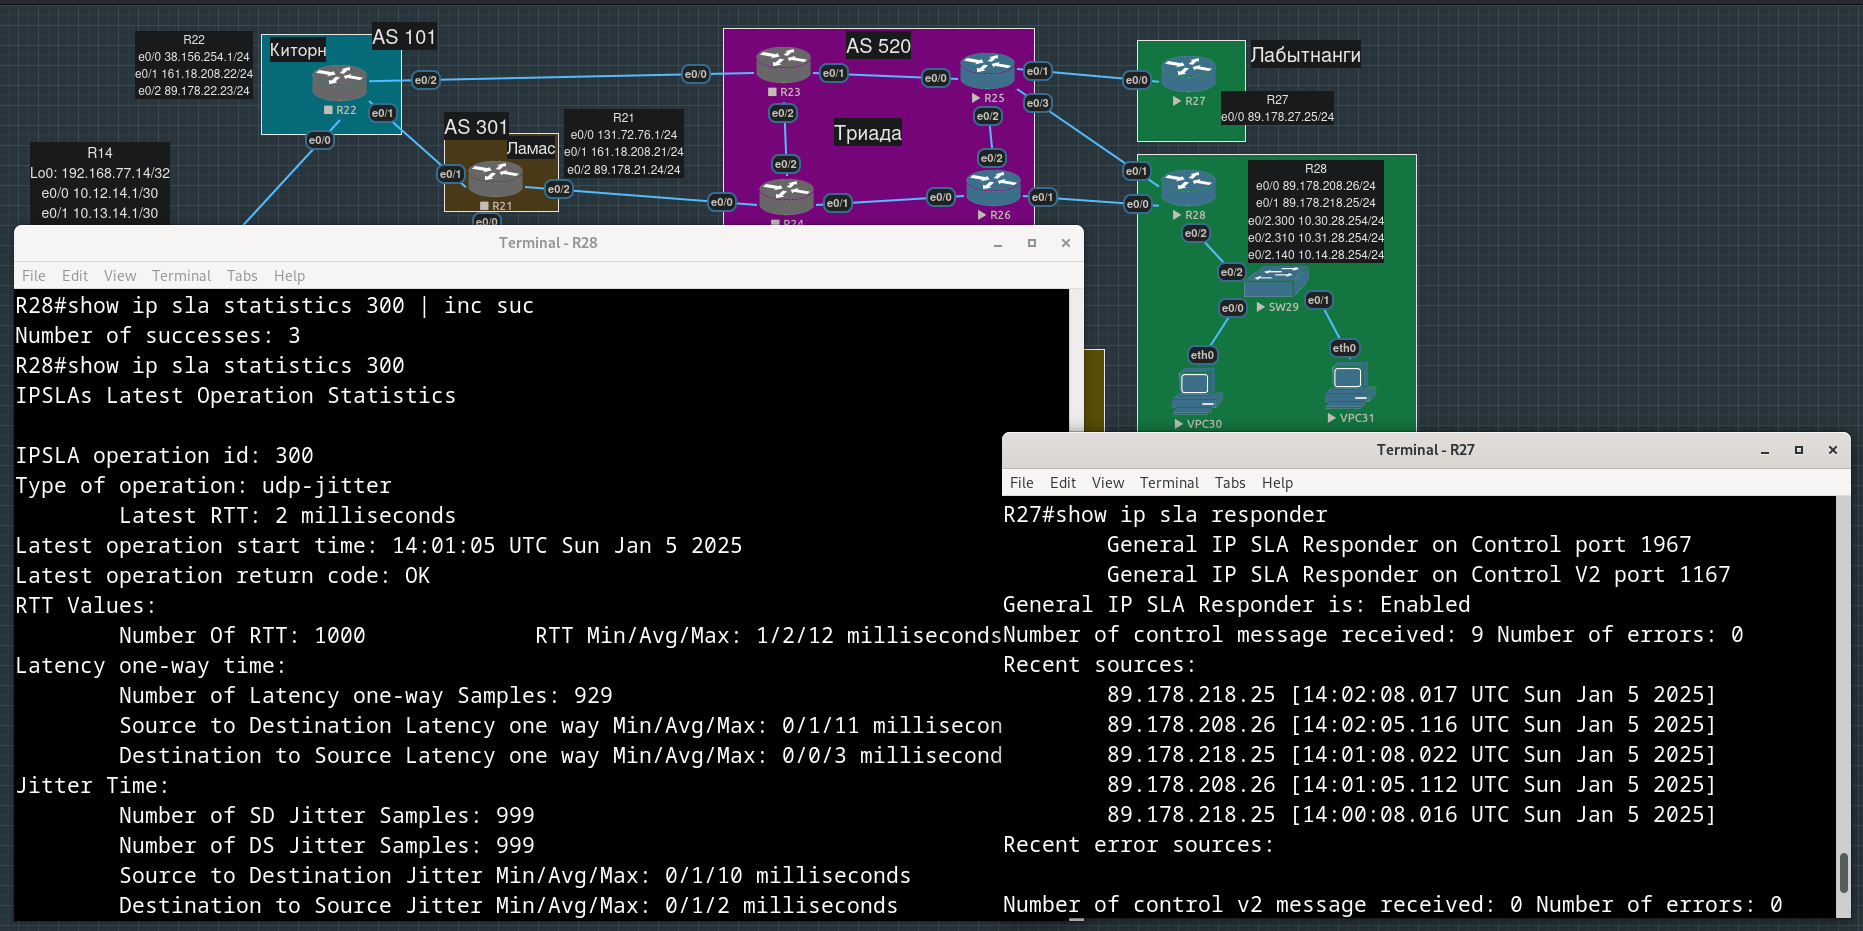 R22
e0/0 38.156.254.1/24
e0/1 161.18.208.22/24
e0/2 89.178.22.23/24
Киторн
AS 101
R22
e0/2
e0/1
e0/0
R14
Lo0: 192.168.77.14/32
e0/0 10.12.14.1/30
e0/1 10.13.14.1/30
AS 301
Ламас
e0/1
R21
e0/2
e0/0
R21
e0/0 131.72.76.1/24
e0/1 161.18.208.21/24
e0/2 89.178.21.24/24
AS 520
Триада
e0/0
R23
e0/1
e0/2
e0/0
R25
e0/1
e0/3
e0/2
e0/2
e0/2
e0/0
R24
e0/1
e0/0
R26
e0/1
Лабытнанги
e0/0
R27
R27
e0/0 89.178.27.25/24
e0/1
e0/0
R28
e0/2
R28
e0/0 89.178.208.26/24
e0/1 89.178.218.25/24
e0/2.300 10.30.28.254/24
e0/2.310 10.31.28.254/24
e0/2.140 10.14.28.254/24
e0/2
SW29
e0/0
e0/1
eth0
eth0
VPC30
VPC31
Terminal - R28
File Edit View Terminal Tabs Help
R28#show ip sla statistics 300 | inc suc
Number of successes: 3
R28#show ip sla statistics 300
IPSLAs Latest Operation Statistics
IPSLA operation id: 300
Type of operation: udp-jitter
Latest RTT: 2 milliseconds
Latest operation start time: 14:01:05 UTC Sun Jan 5 2025
Latest operation return code: OK
RTT Values:
Number Of RTT: 1000 RTT Min/Avg/Max: 1/2/12 milliseconds
Latency one-way time:
Number of Latency one-way Samples: 929
Source to Destination Latency one way Min/Avg/Max: 0/1/11 millisecon
Destination to Source Latency one way Min/Avg/Max: 0/0/3 millisecond
Jitter Time:
Number of SD Jitter Samples: 999
Number of DS Jitter Samples: 999
Source to Destination Jitter Min/Avg/Max: 0/1/10 milliseconds
Destination to Source Jitter Min/Avg/Max: 0/1/2 milliseconds
Terminal - R27
File Edit View Terminal Tabs Help
R27#show ip sla responder
General IP SLA Responder on Control port 1967
General IP SLA Responder on Control V2 port 1167
General IP SLA Responder is: Enabled
Number of control message received: 9 Number of errors: 0
Recent sources:
89.178.218.25 [14:02:08.017 UTC Sun Jan 5 2025]
89.178.208.26 [14:02:05.116 UTC Sun Jan 5 2025]
89.178.218.25 [14:01:08.022 UTC Sun Jan 5 2025]
89.178.208.26 [14:01:05.112 UTC Sun Jan 5 2025]
89.178.218.25 [14:00:08.016 UTC Sun Jan 5 2025]
Recent error sources:
Number of control v2 message received: 0 Number of errors: 0